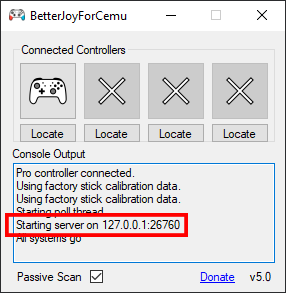 BetterJoyForCemu
Connected Controllers
Locate
Locate
Locate
Locate
Console Output
Pro controller connected.
Using factory stick calibration data.
Using factory stick calibration data.
Starting poll thread
Starting server on 127.0.0.1:26760
All systems go
Passive Scan
Donate
v5.0